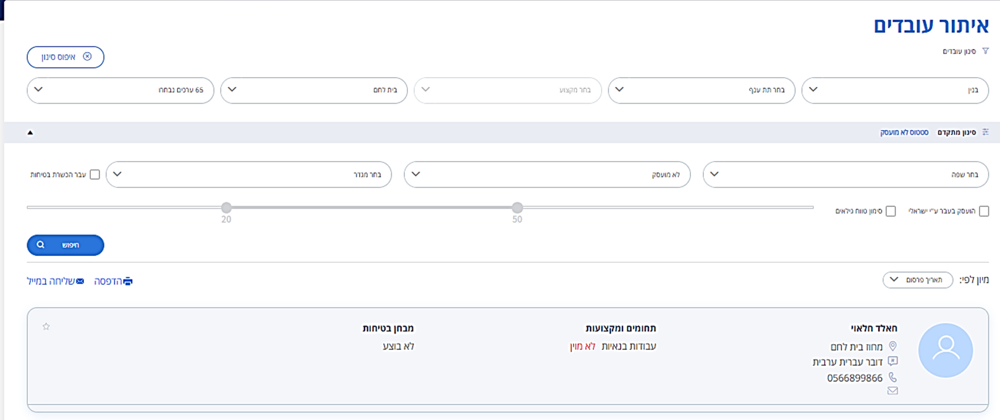 איתור עובדים
סינון עובדים
איפוס סינון
בנין
בחר תת ענף
בחר מקצוע
בית לחם
65 ערכים נבחרו
סינון מתקדם סטטוס לא מועסק
בחר שפה
לא מועסק
בחר מגדר
עבר הכשרת בטיחות
הועסק בעבר ע״י ישראלי
סימון טווח גילאים
50
20
חיפוש
מיון לפי:
תאריך פרסום
הדפסה
שליחה במייל
חאלד חלאוי
מחוז בית לחם
דובר עברית ערבית
0566899866
תחומים ומקצועות
עבודות בנאיות לא מוין
מבחן בטיחות
לא בוצע